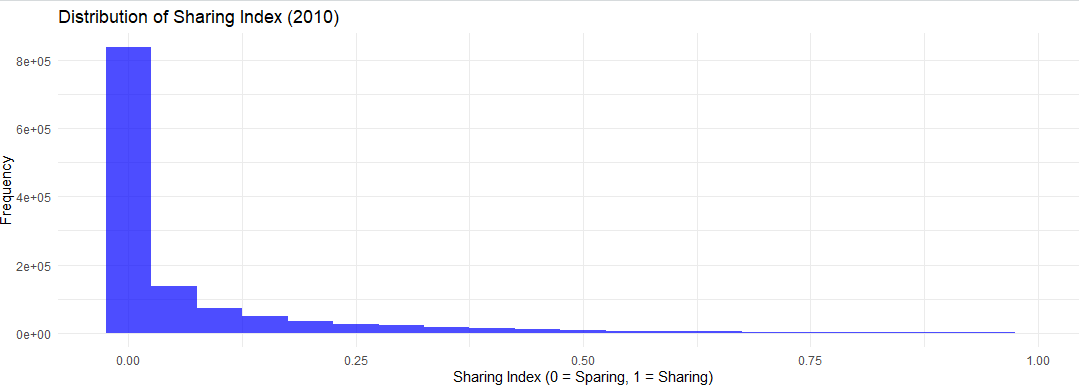 Distribution of Sharing Index (2010)
8e+05
6e+05
4e+05
2e+05
0e+00
Frequency
0.00 0.25 0.50 0.75 1.00
Sharing Index (0 = Sparing, 1 = Sharing)